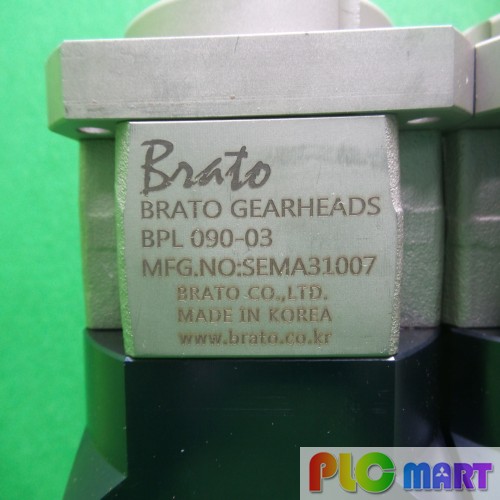 Brato
BRATO GEARHEADS
BPL 090-03
MFG.NO:SEMA31007
BRATO CO.,LTD.
MADE IN KOREA
www.brato.co.kr
PLC MART